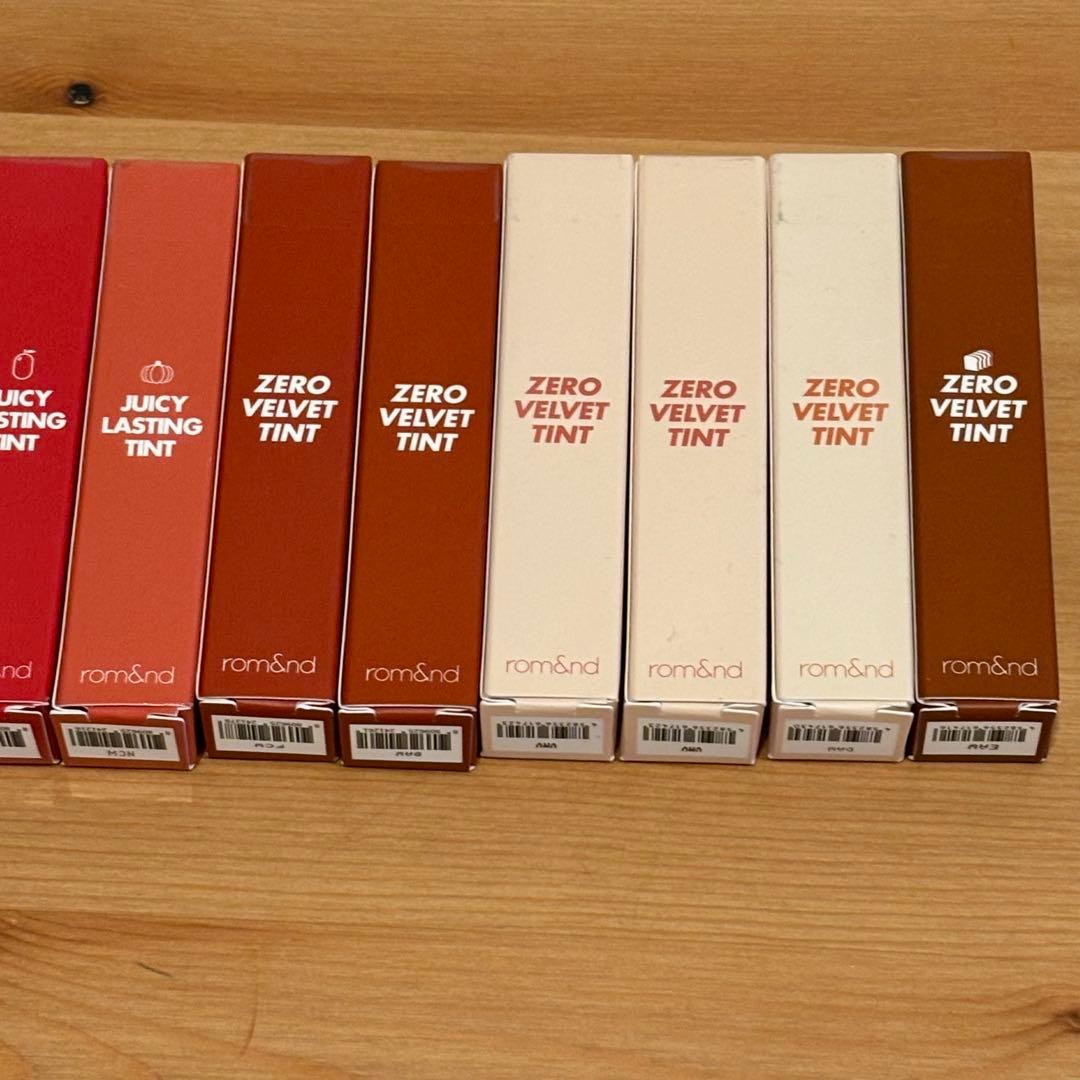 UICY
STING
INT
nd
JUICY
LASTING
TINT
rom&nd
NCW
ZERO
VELVET
TINT
rom&nd
ZERO
VELVET
TINT
rom&nd
ZERO
VELVET
TINT
rom&nd
ZERO
VELVET
TINT
rom&nd
ZERO
VELVET
TINT
rom&nd
ZERO
VELVET
TINT
rom&nd